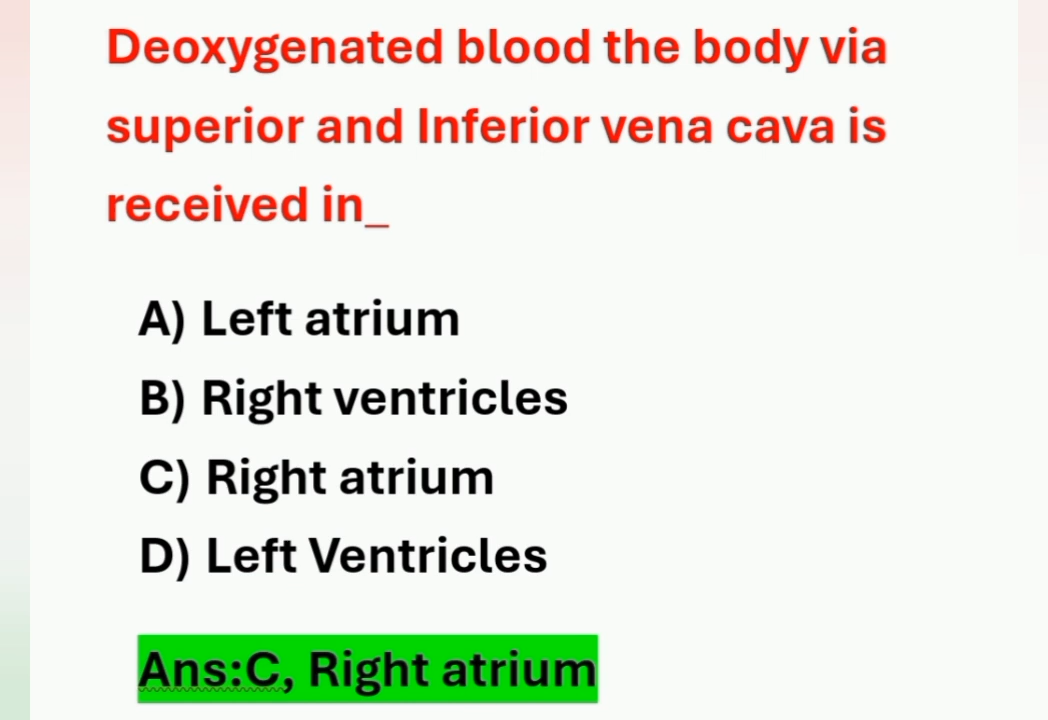 Deoxygenated blood the body via
superior and Inferior vena cava is
received in_
A) Left atrium
B) Right ventricles
C) Right atrium
D) Left Ventricles
Ans:C, Right atrium